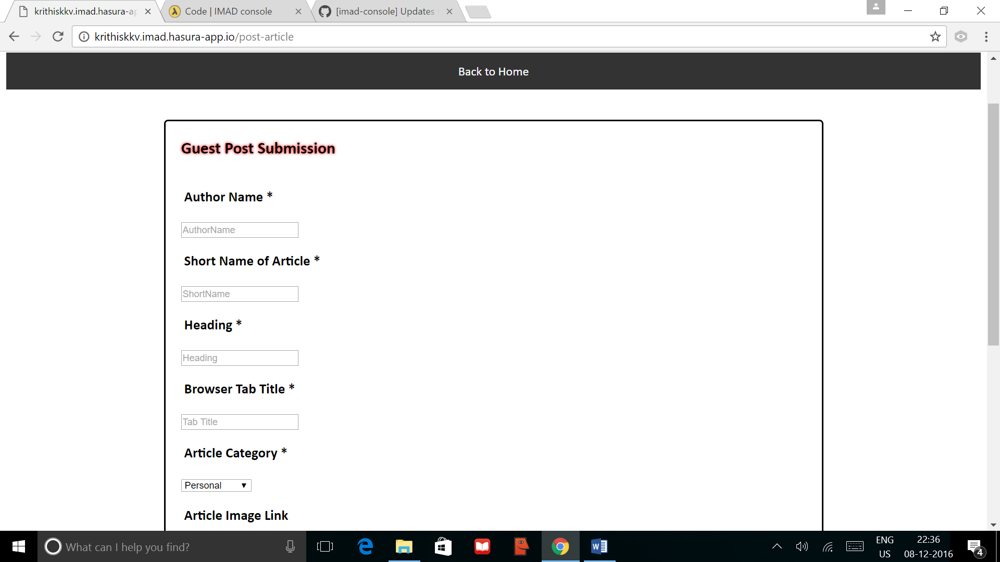 krithiskkv.imad.hasura-ap
Code | IMAD console
[imad-console] Updates
krithiskkv.imad.hasura-app.io/post-article
Back to Home
Guest Post Submission
Author Name *
AuthorName
Short Name of Article *
ShortName
Heading *
Heading
Browser Tab Title *
Tab Title
Article Category *
Personal
Article Image Link
What can I help you find?
ENG
US
22:36
08-12-2016
4